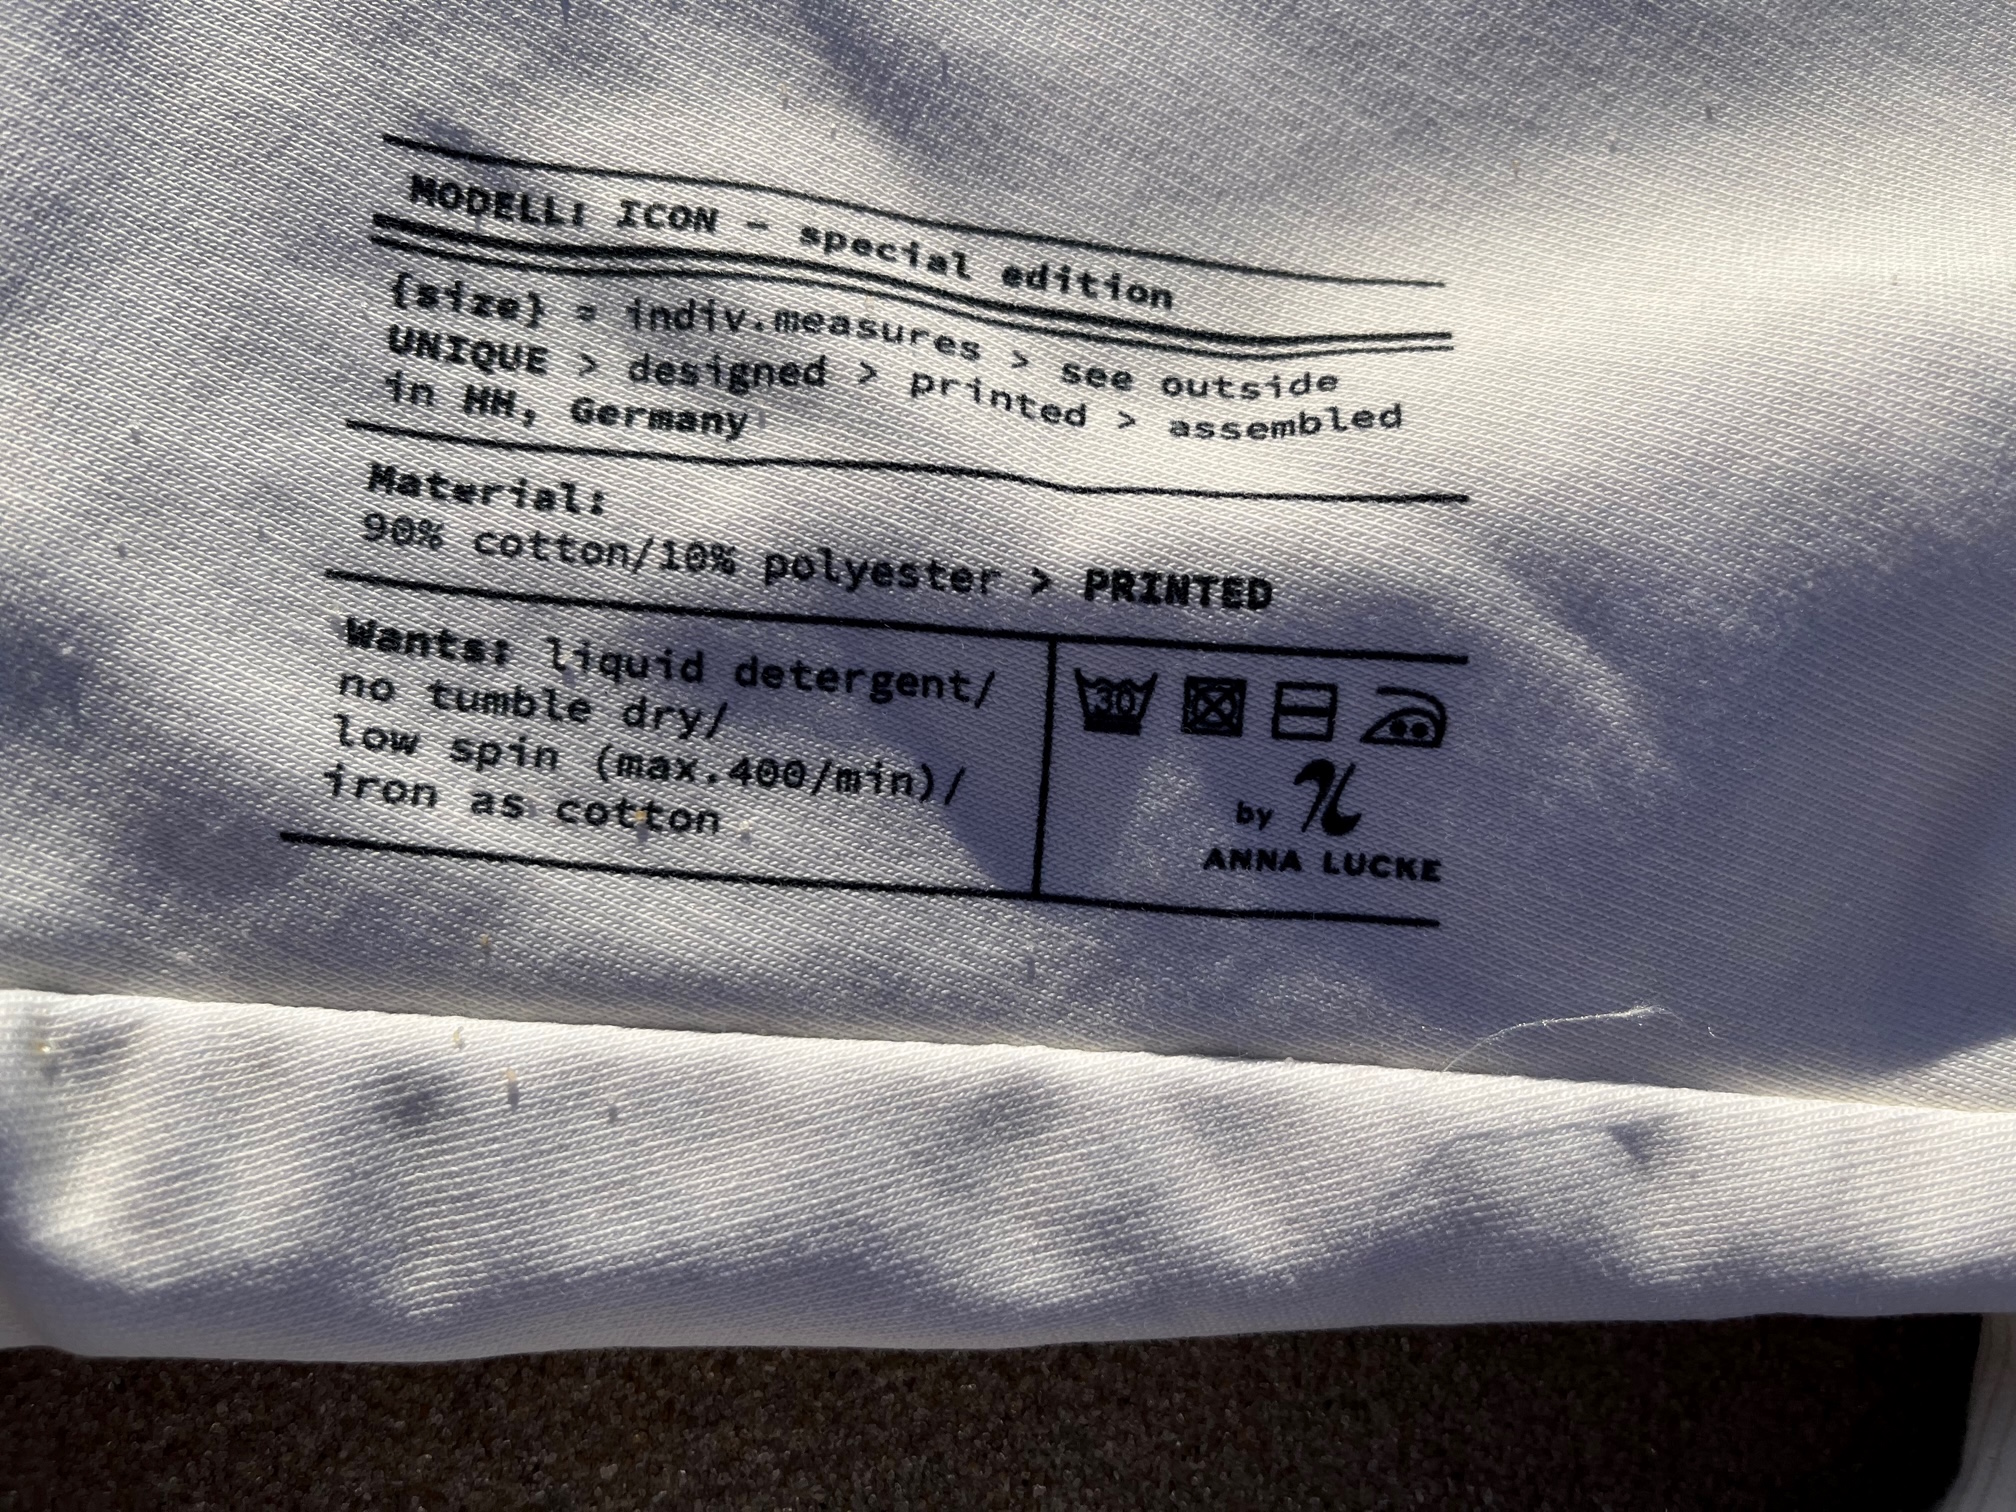 MODELL: ICON - special edition
{size} = indiv.measures > see outside
UNIQUE > designed > printed > assembled
in HH, Germany
Material:
90% cotton/10% polyester > PRINTED
Wants: liquid detergent/
no tumble dry/
low spin (max.400/min)/
iron as cotton
30
by
ANNA LUCKE